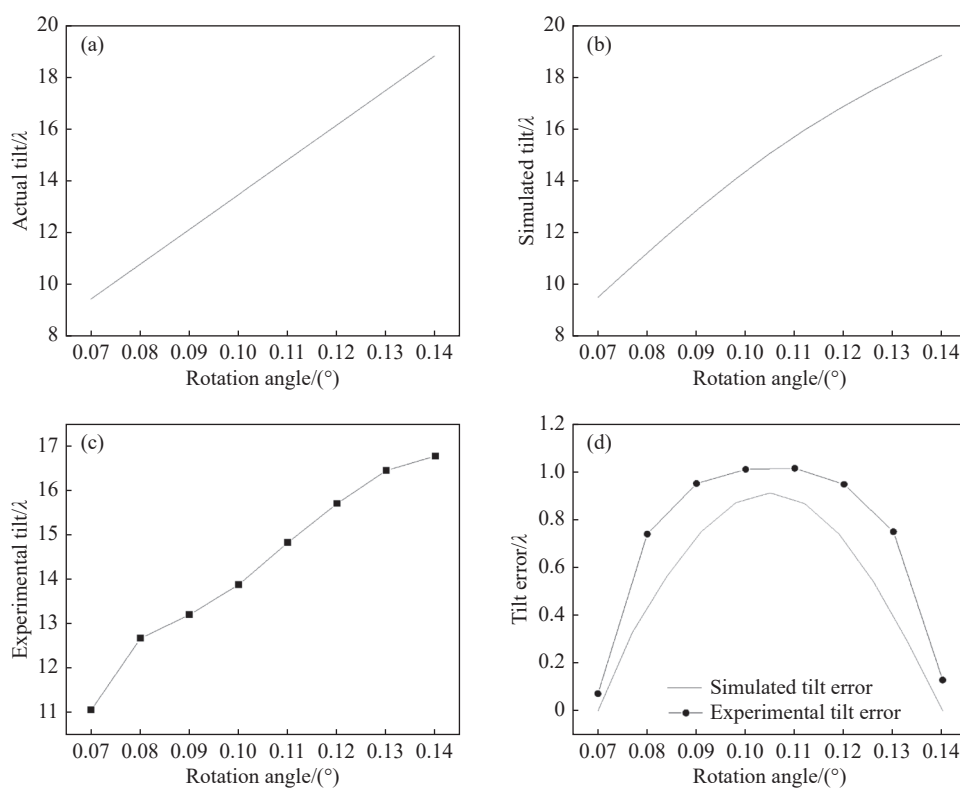 (a)
Actual tilt/λ
20
18
16
14
12
10
8
0.07 0.08 0.09 0.10 0.11 0.12 0.13 0.14
Rotation angle/(°)
(b)
Simulated tilt/λ
20
18
16
14
12
10
8
0.07 0.08 0.09 0.10 0.11 0.12 0.13 0.14
Rotation angle/(°)
(c)
Experimental tilt/λ
17
16
15
14
13
12
11
0.07 0.08 0.09 0.10 0.11 0.12 0.13 0.14
Rotation angle/(°)
(d)
Tilt error/λ
1.2
1.0
0.8
0.6
0.4
0.2
0
Simulated tilt error
Experimental tilt error
0.07 0.08 0.09 0.10 0.11 0.12 0.13 0.14
Rotation angle/(°)